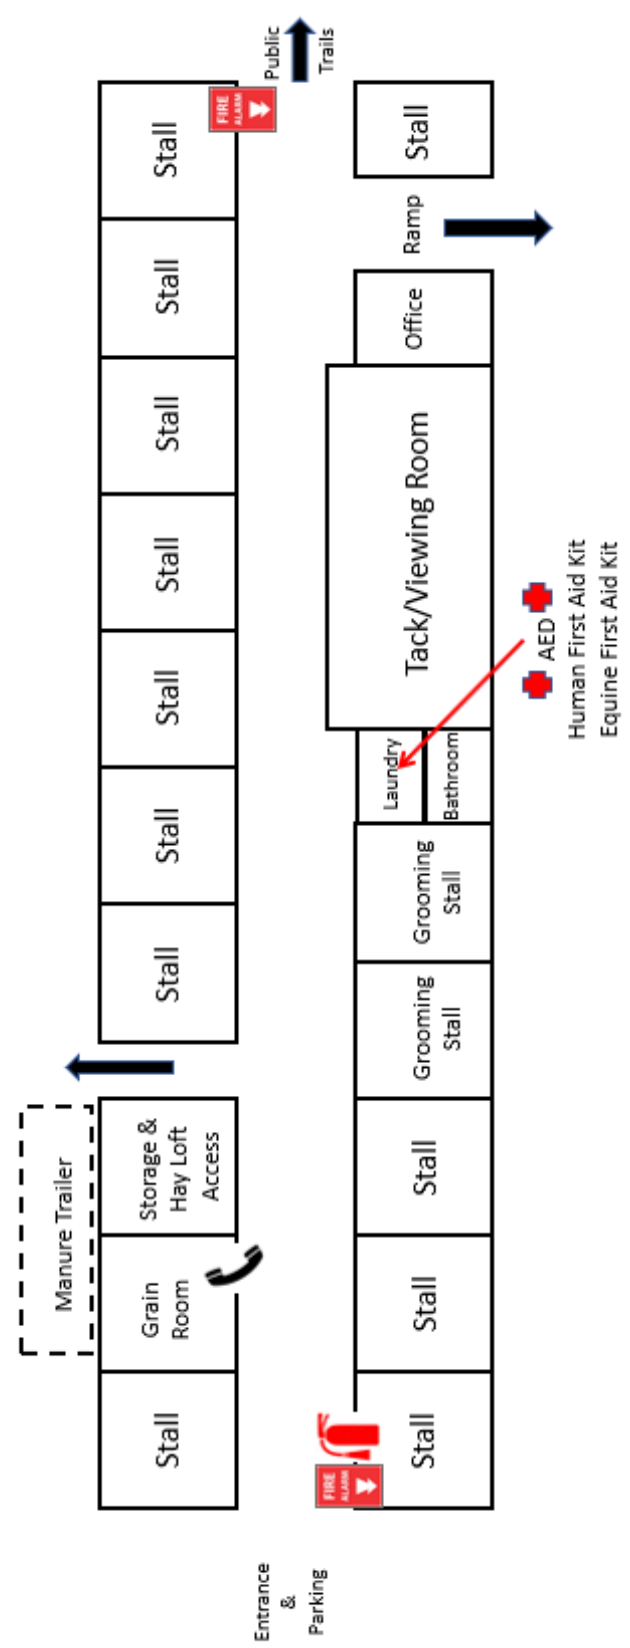 Manure Trailer
Stall
Grain
Room
Storage &
Hay Loft
Access
Stall
Stall
Stall
Stall
Stall
Stall
Stall
FIRE
ALARM
Entrance
&
Parking
Public
Trails
FIRE
ALARM
Stall
Stall
Stall
Grooming
Stall
Grooming
Stall
Laundry
Bathroom
Tack/Viewing Room
Office
Ramp
Stall
AED
Human First Aid Kit
Equine First Aid Kit